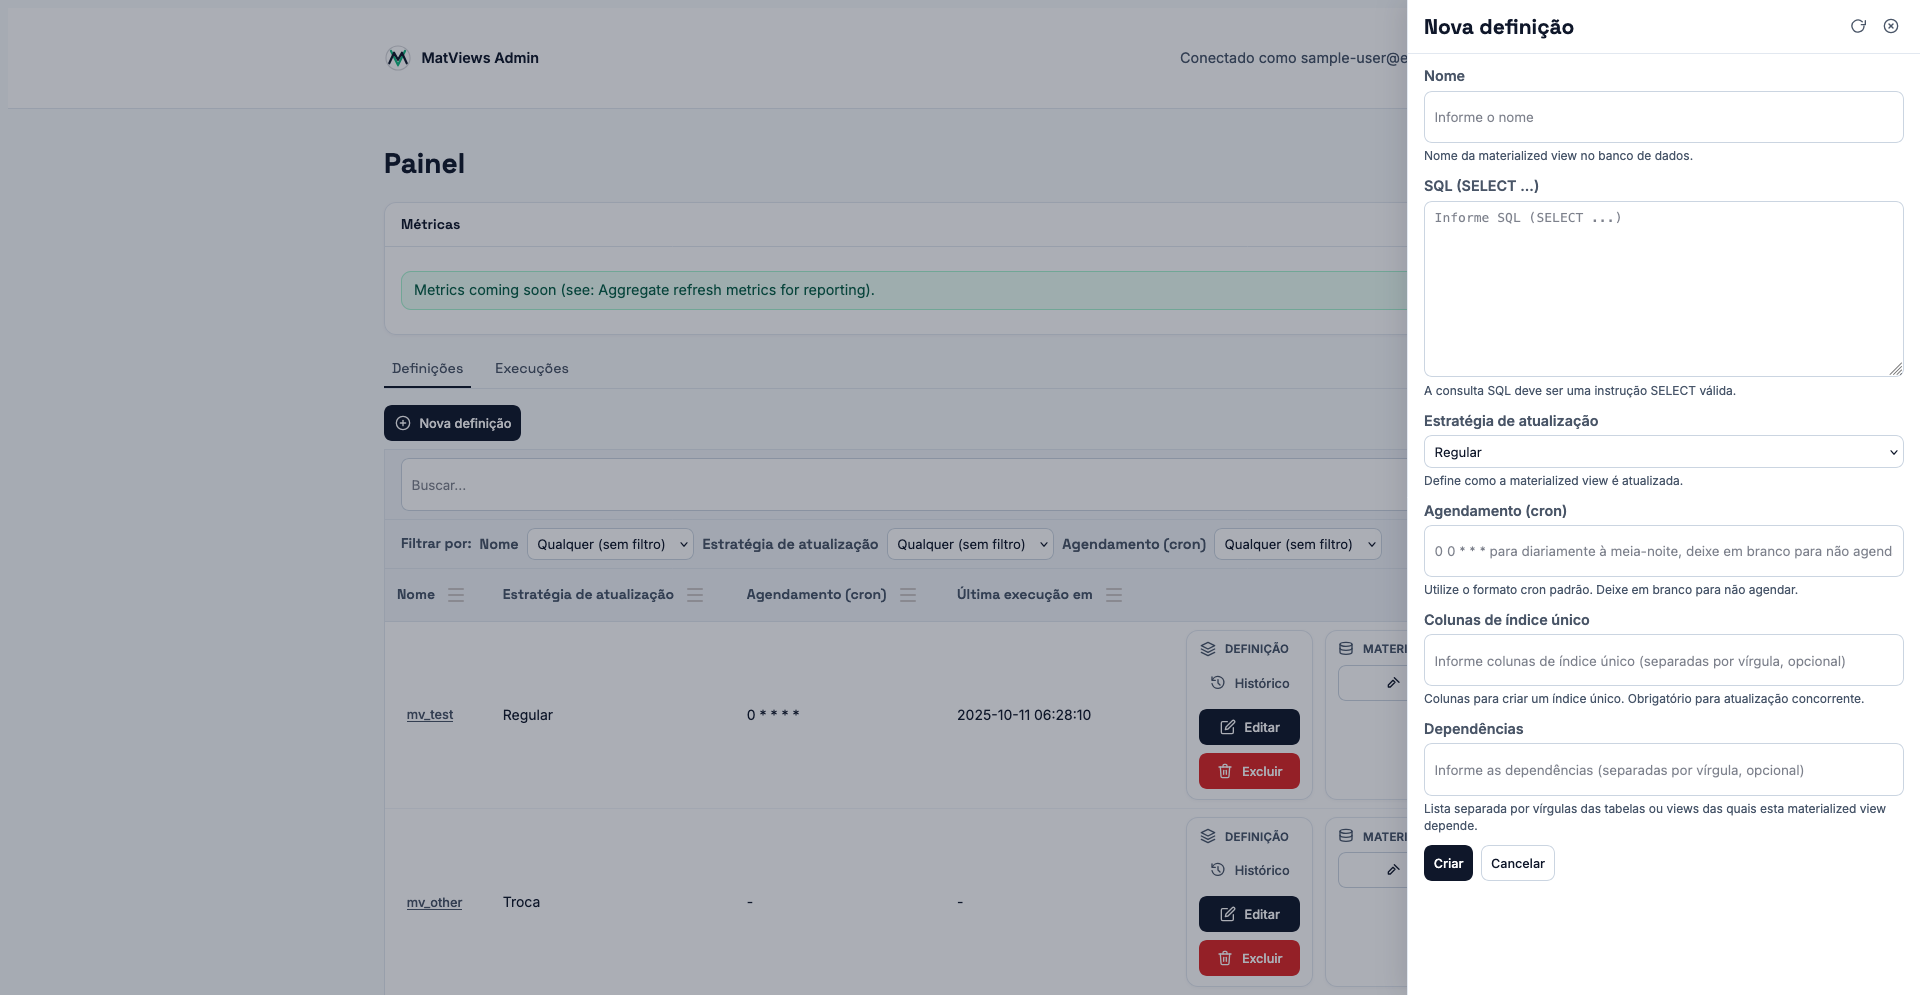 MatViews Admin
Conectado como sample-user@e
Painel
Métricas
Metrics coming soon (see: Aggregate refresh metrics for reporting).
Definições Execuções
Nova definição
Buscar...
Filtrar por: Nome Qualquer (sem filtro) Estratégia de atualização Qualquer (sem filtro) Agendamento (cron) Qualquer (sem filtro)
Nome Estratégia de atualização Agendamento (cron) Última execução em
mv_test Regular 0 * * * * 2025-10-11 06:28:10
DEFINIÇÃO
Histórico
Editar
Excluir
MATERI
mv_other Troca - -
DEFINIÇÃO
Histórico
Editar
Excluir
MATERI
Nova definição
Nome
Informe o nome
Nome da materialized view no banco de dados.
SQL (SELECT ...)
Informe SQL (SELECT ...)
A consulta SQL deve ser uma instrução SELECT válida.
Estratégia de atualização
Regular
Define como a materialized view é atualizada.
Agendamento (cron)
0 0 * * * para diariamente à meia-noite, deixe em branco para não agend
Utilize o formato cron padrão. Deixe em branco para não agendar.
Colunas de índice único
Informe colunas de índice único (separadas por vírgula, opcional)
Colunas para criar um índice único. Obrigatório para atualização concorrente.
Dependências
Informe as dependências (separadas por vírgula, opcional)
Lista separada por vírgulas das tabelas ou views das quais esta materialized view
depende.
Criar Cancelar